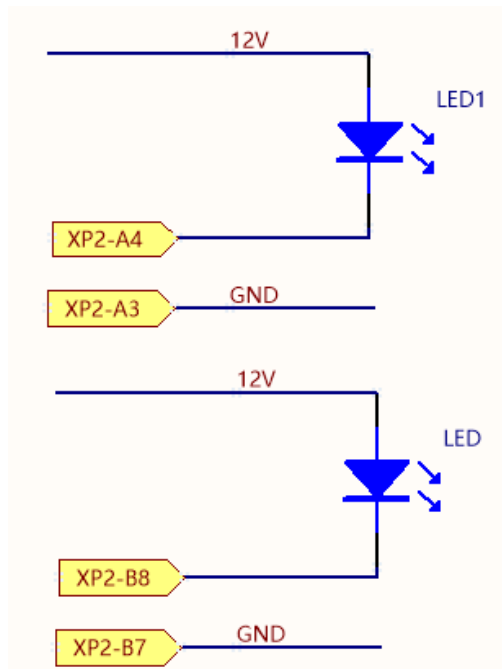 12V
LED1
XP2-A4
GND
XP2-A3
12V
LED
XP2-B8
GND
XP2-B7